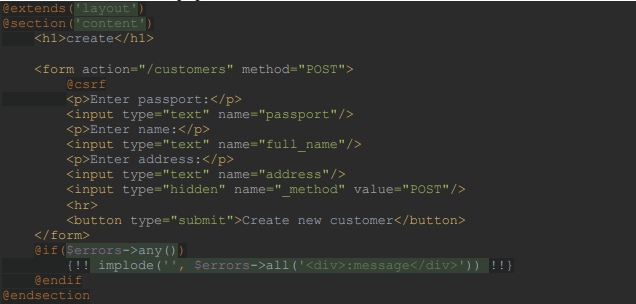 @extends('layout')
@section('content')
<h1>create</h1>
<form action="/customers" method="POST">
@csrf
<p>Enter passport:</p>
<input type="text" name="passport"/>
<p>Enter name:</p>
<input type="text" name="full_name"/>
<p>Enter address:</p>
<input type="text" name="address"/>
<input type="hidden" name="_method" value="POST"/>
<hr>
<button type="submit">Create new customer</button>
</form>
@if($errors->any())
{!! implode('', $errors->all('<div>:message</div>')) !!}
@endif
@endsection